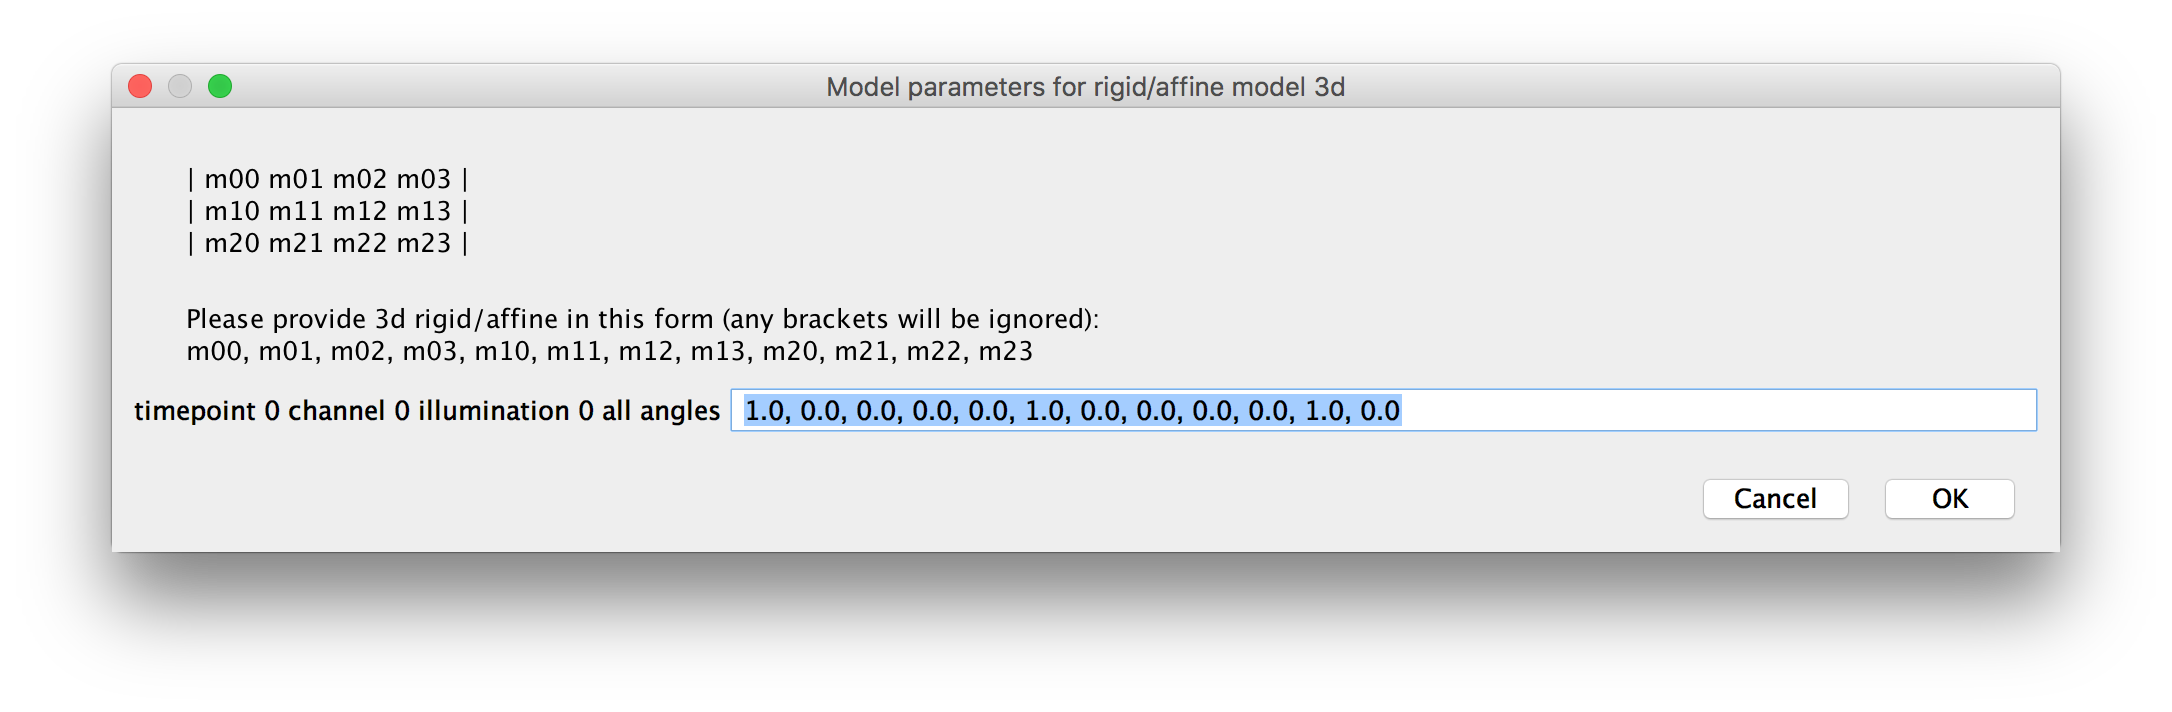 Model parameters for rigid/affine model 3d
| m00 m01 m02 m03 |
| m10 m11 m12 m13 |
| m20 m21 m22 m23 |
Please provide 3d rigid/affine in this form (any brackets will be ignored):
m00, m01, m02, m03, m10, m11, m12, m13, m20, m21, m22, m23
timepoint 0 channel 0 illumination 0 all angles 1.0, 0.0, 0.0, 0.0, 0.0, 1.0, 0.0, 0.0, 0.0, 0.0, 1.0, 0.0
Cancel OK